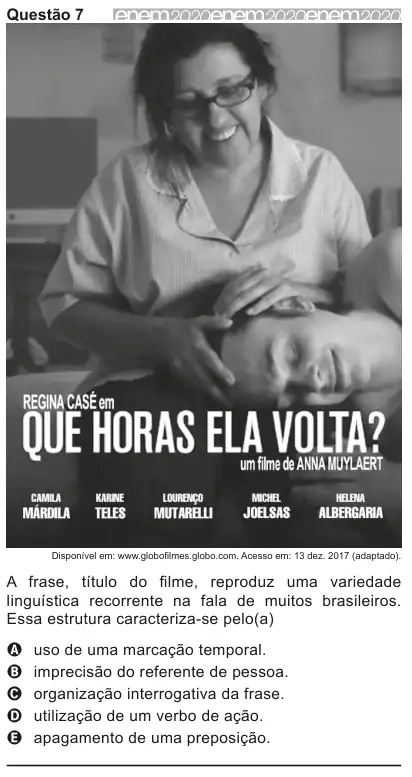 Questão 7 enem2020enem2020enem2020
REGINA CASÉ em
QUE HORAS ELA VOLTA?
um filme de ANNA MUYLAERT
CAMILA MÁRDILA KARINE TELES LOURENÇO MUTARELLI MICHEL JOELSAS HELENA ALBERGARIA
Disponível em: www.globofilmes.globo.com. Acesso em: 13 dez. 2017 (adaptado).
A frase, título do filme, reproduz uma variedade
linguística recorrente na fala de muitos brasileiros.
Essa estrutura caracteriza-se pelo(a)
A uso de uma marcação temporal.
B imprecisão do referente de pessoa.
C organização interrogativa da frase.
D utilização de um verbo de ação.
E apagamento de uma preposição.